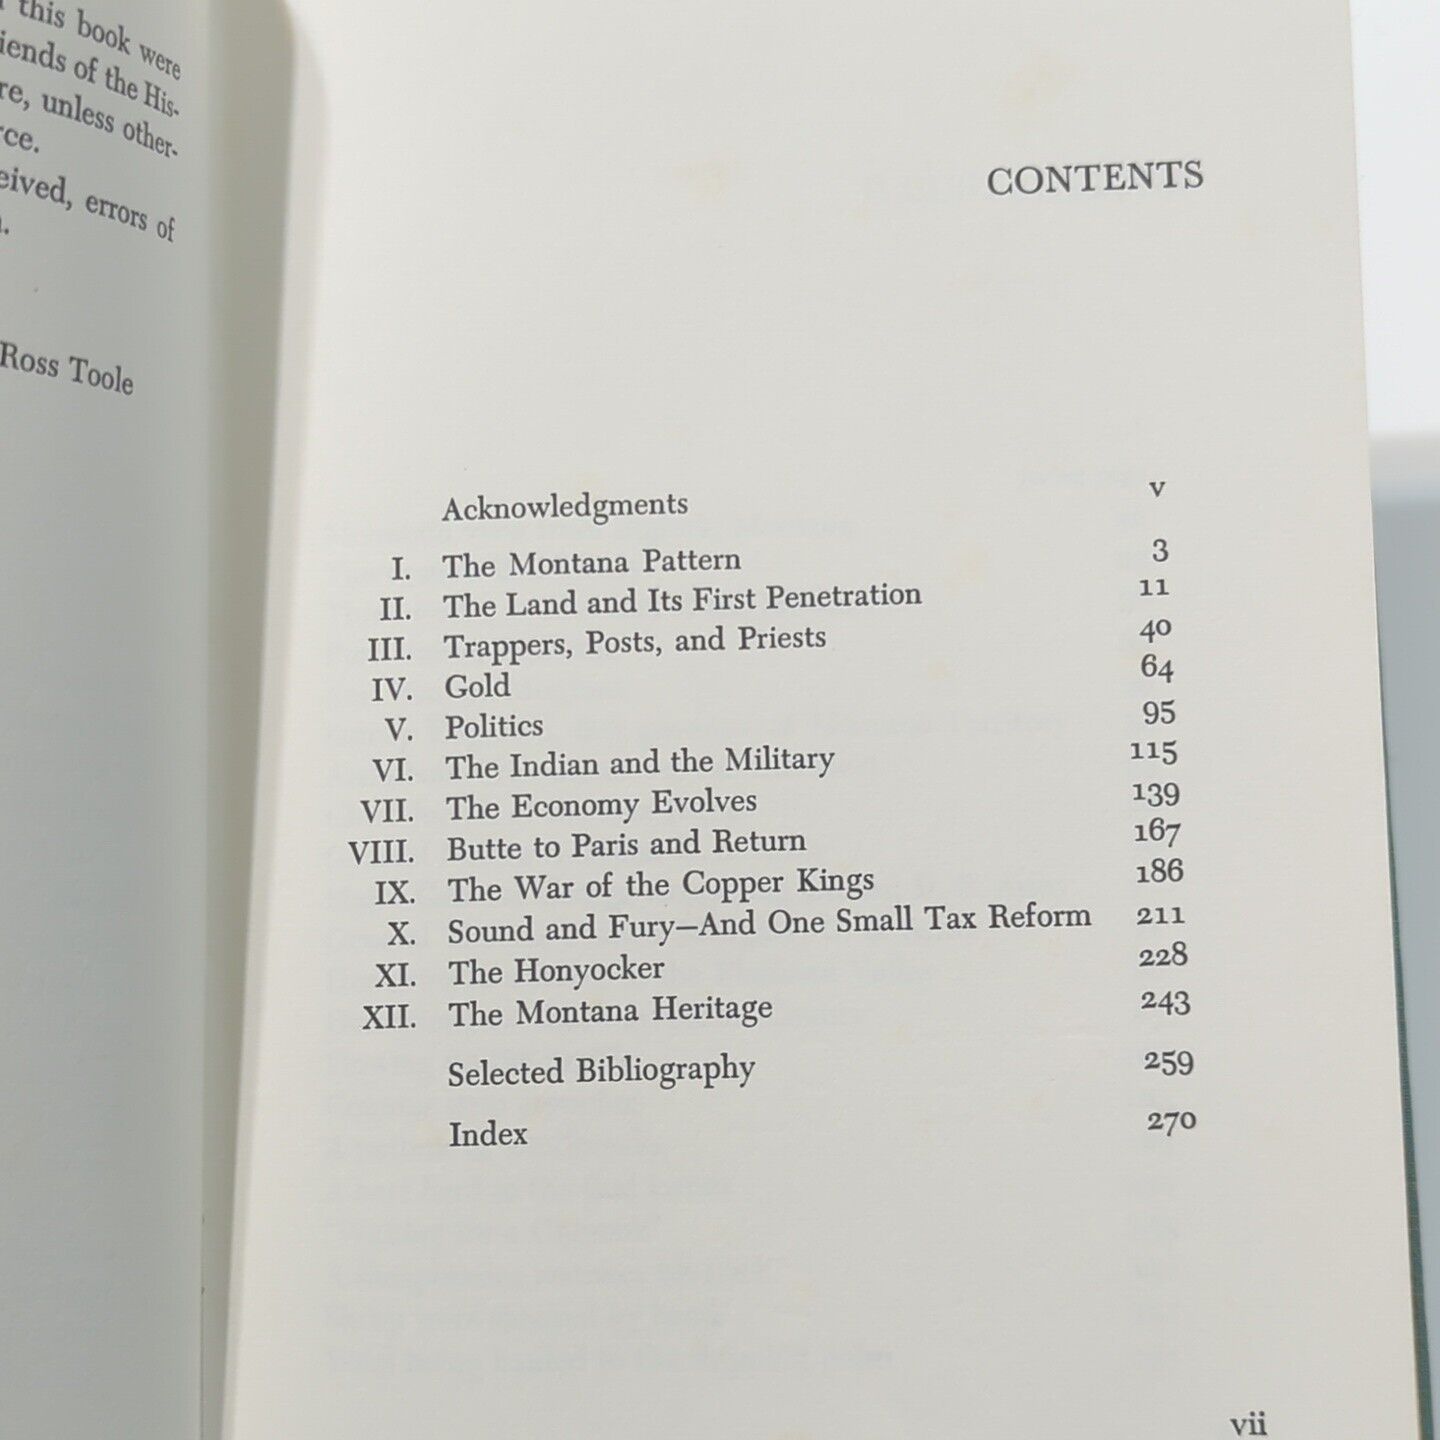 this book were
iends of the His-
re, unless other-
rce.
eived, errors of
Ross Toole
CONTENTS
Acknowledgments v
I. The Montana Pattern 3
II. The Land and Its First Penetration 11
III. Trappers, Posts, and Priests 40
IV. Gold 64
V. Politics 95
VI. The Indian and the Military 115
VII. The Economy Evolves 139
VIII. Butte to Paris and Return 167
IX. The War of the Copper Kings 186
X. Sound and Fury—And One Small Tax Reform 211
XI. The Honyocker 228
XII. The Montana Heritage 243
Selected Bibliography 259
Index 270
vii